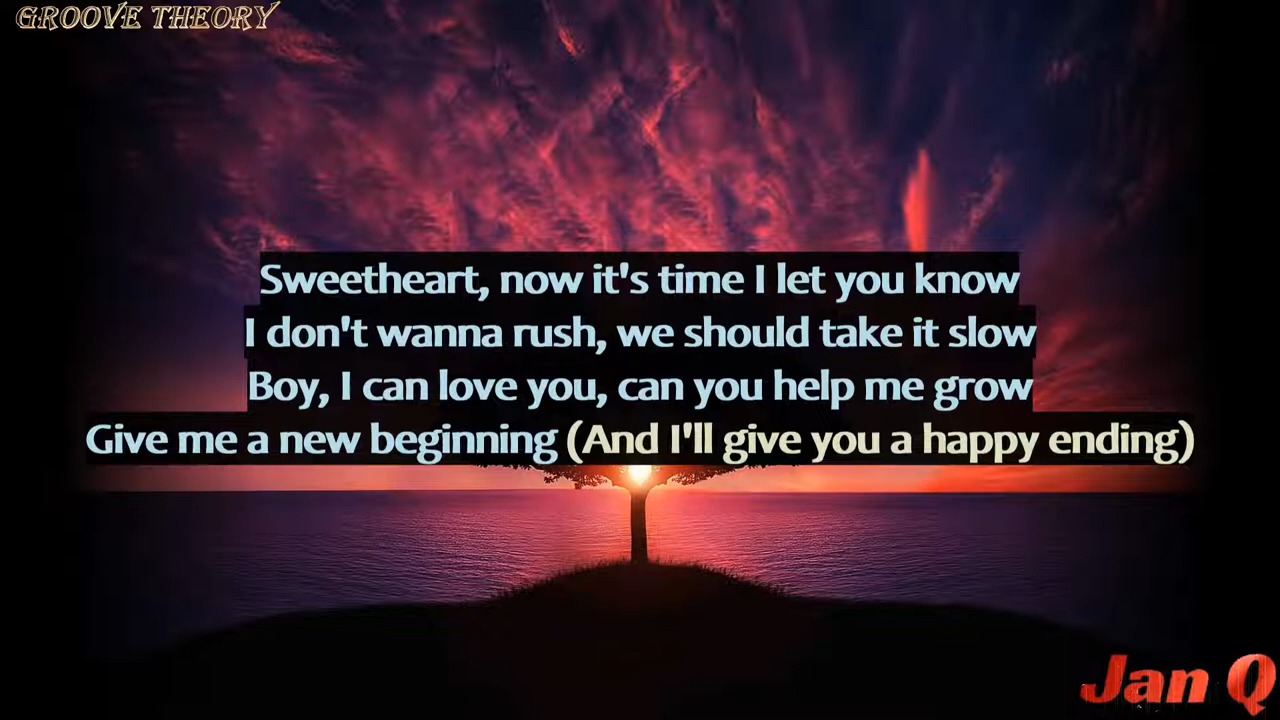 GROOVE THEORY
Sweetheart, now it's time I let you know
I don't wanna rush, we should take it slow
Boy, I can love you, can you help me grow
Give me a new beginning (And I'll give you a happy ending)
Jan Q